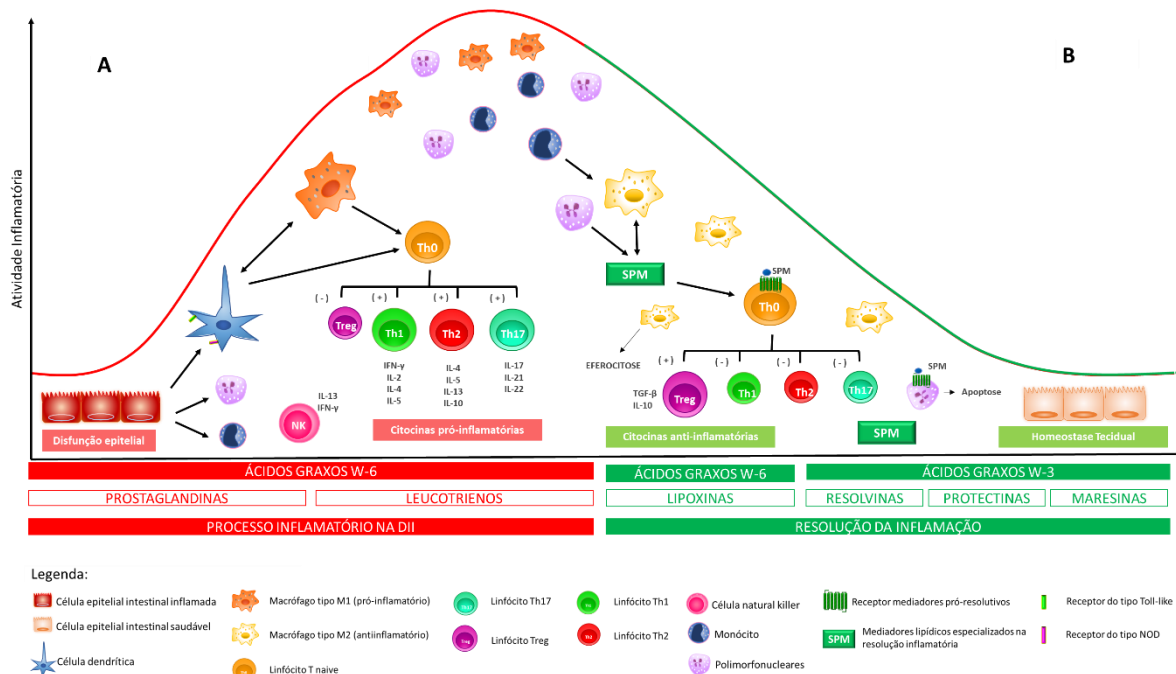 A
B
Atividade Inflamatória
Th0
(-)
(+)
(+)
(+)
Treg
Th1
Th2
Th17
IFN-γ
IL-2
IL-4
IL-5
IL-4
IL-5
IL-13
IL-10
IL-17
IL-21
IL-22
NK
IL-13
IFN-γ
Disfunção epitelial
Citocinas pró-inflamatórias
SPM
SPM
Th0
EFEROCITOSE
(+)
(-)
(-)
(-)
Treg
Th1
Th2
Th17
TGF-β
IL-10
SPM
Apoptose
Citocinas anti-inflamatórias
SPM
Homeostase Tecidual
ÁCIDOS GRAXOS W-6
ÁCIDOS GRAXOS W-6
ÁCIDOS GRAXOS W-3
PROSTAGLANDINAS
LEUCOTRIENOS
LIPOXINAS
RESOLVINAS
PROTECTINAS
MARESINAS
PROCESSO INFLAMATÓRIO NA DII
RESOLUÇÃO DA INFLAMAÇÃO
Legenda:
Célula epitelial intestinal inflamada
Célula epitelial intestinal saudável
Célula dendrítica
Macrófago tipo M1 (pró-inflamatório)
Macrófago tipo M2 (antiinflamatório)
Th0
Linfócito T naive
Th17
Linfócito Th17
Treg
Linfócito Treg
Th1
Linfócito Th1
Th2
Linfócito Th2
Célula natural killer
Monócito
Polimorfonucleares
Receptor mediadores pró-resolutivos
SPM
Mediadores lipídicos especializados na
resolução inflamatória
Receptor do tipo Toll-like
Receptor do tipo NOD